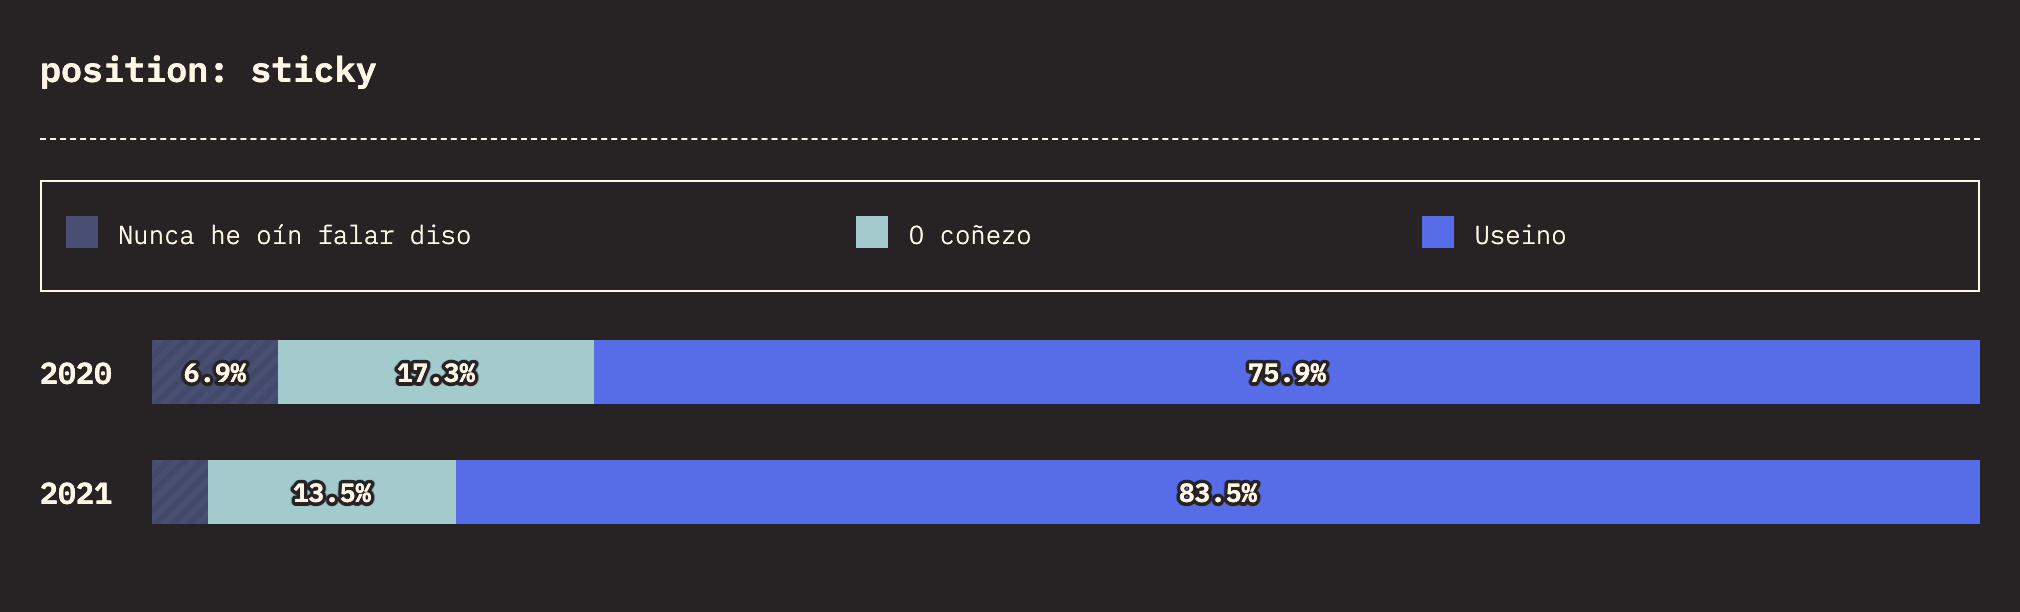 position: sticky
Nunca he oín falar diso O coñezo Useino
2020 6.9% 17.3% 75.9%
2021 13.5% 83.5%